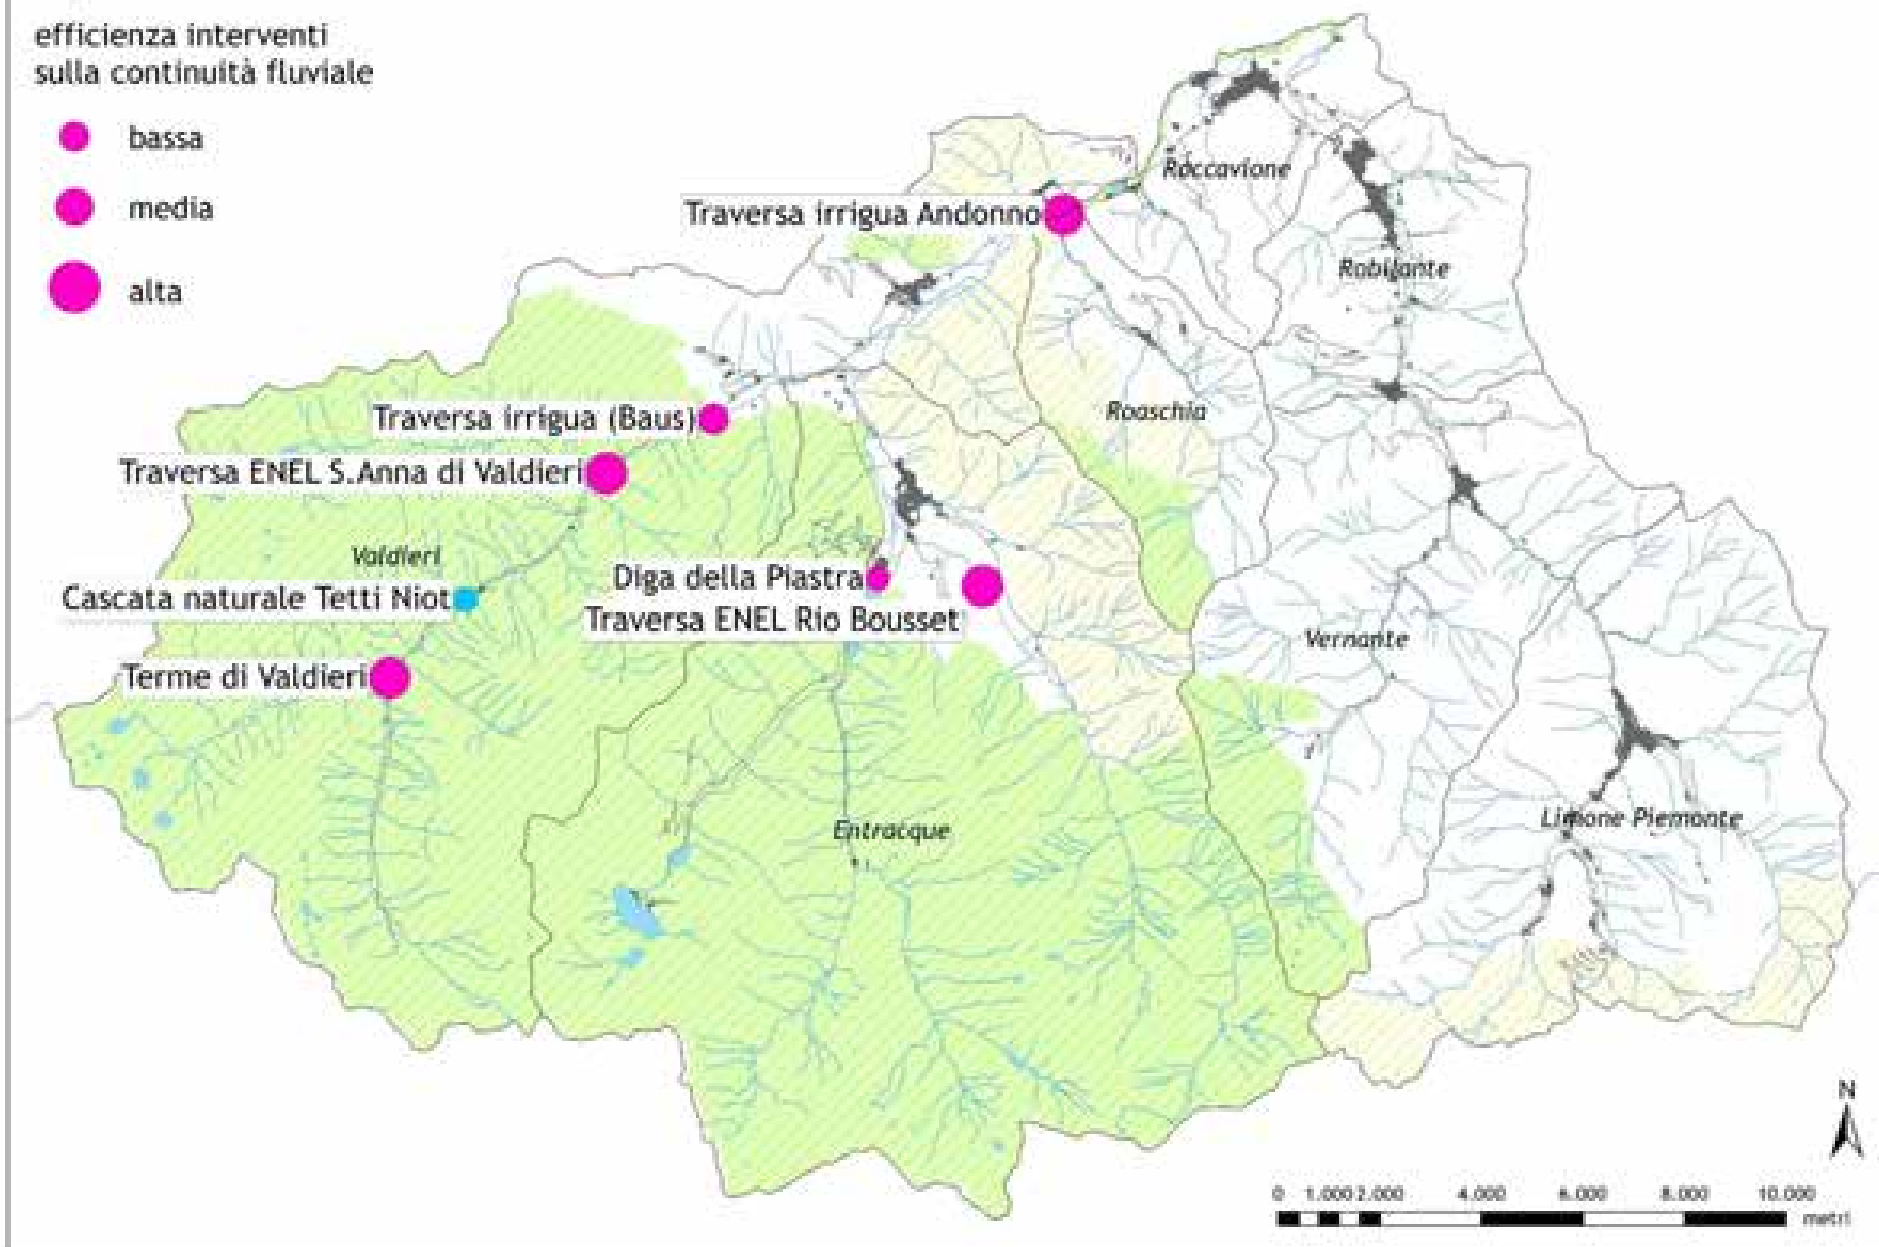 efficienza interventi
sulla continuità fluviale
bassa
media
alta
Roccavione
Traversa irrigua Andonno
Robilante
Roaschia
Traversa irrigua (Baus)
Traversa ENEL S.Anna di Valdieri
Valdieri
Diga della Piastra
Cascata naturale Tetti Niot
Traversa ENEL Rio Bousset
Vernante
Terme di Valdieri
Limone Piemonte
Entracque
N
0 1.000 2.000 4.000 6.000 8.000 10.000
metri